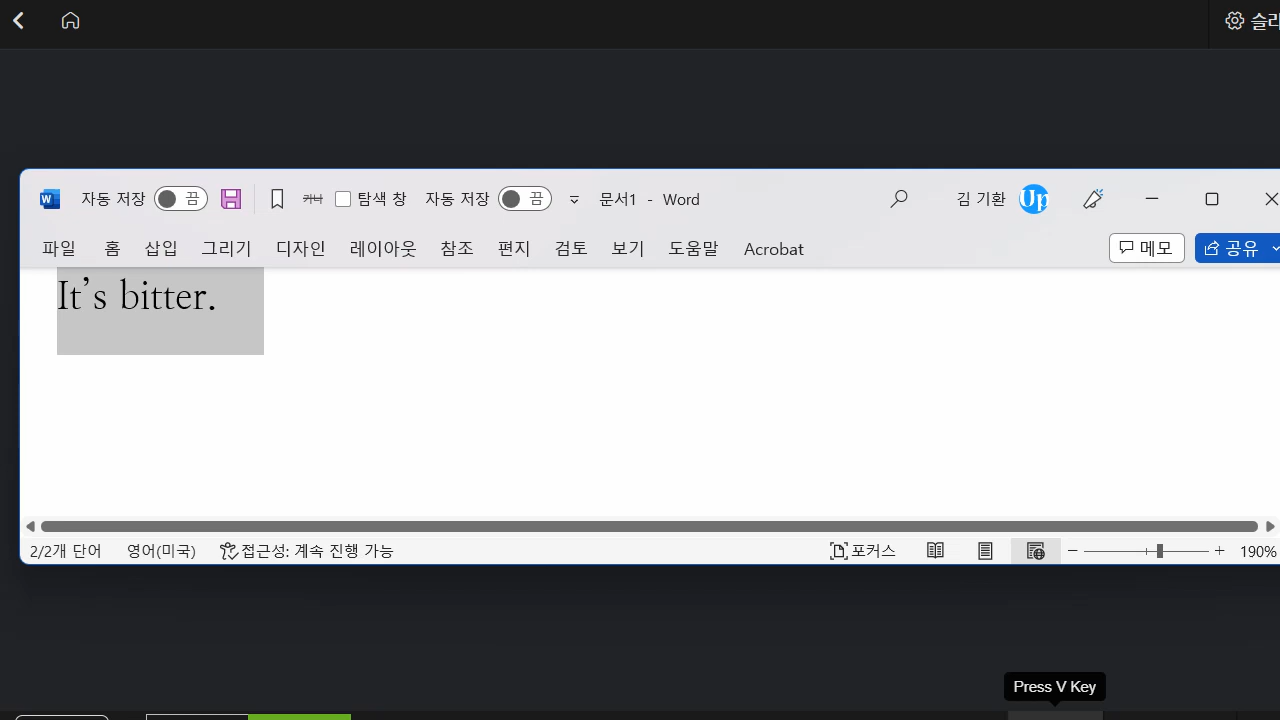 슬라
자동 저장 끔 가나 탐색 창 자동 저장 끔 문서1 - Word 김 기환 Up
파일 홈 삽입 그리기 디자인 레이아웃 참조 편지 검토 보기 도움말 Acrobat 메모 공유
It's bitter.
2/2개 단어 영어(미국) 접근성: 계속 진행 가능 포커스 190%
Press V Key